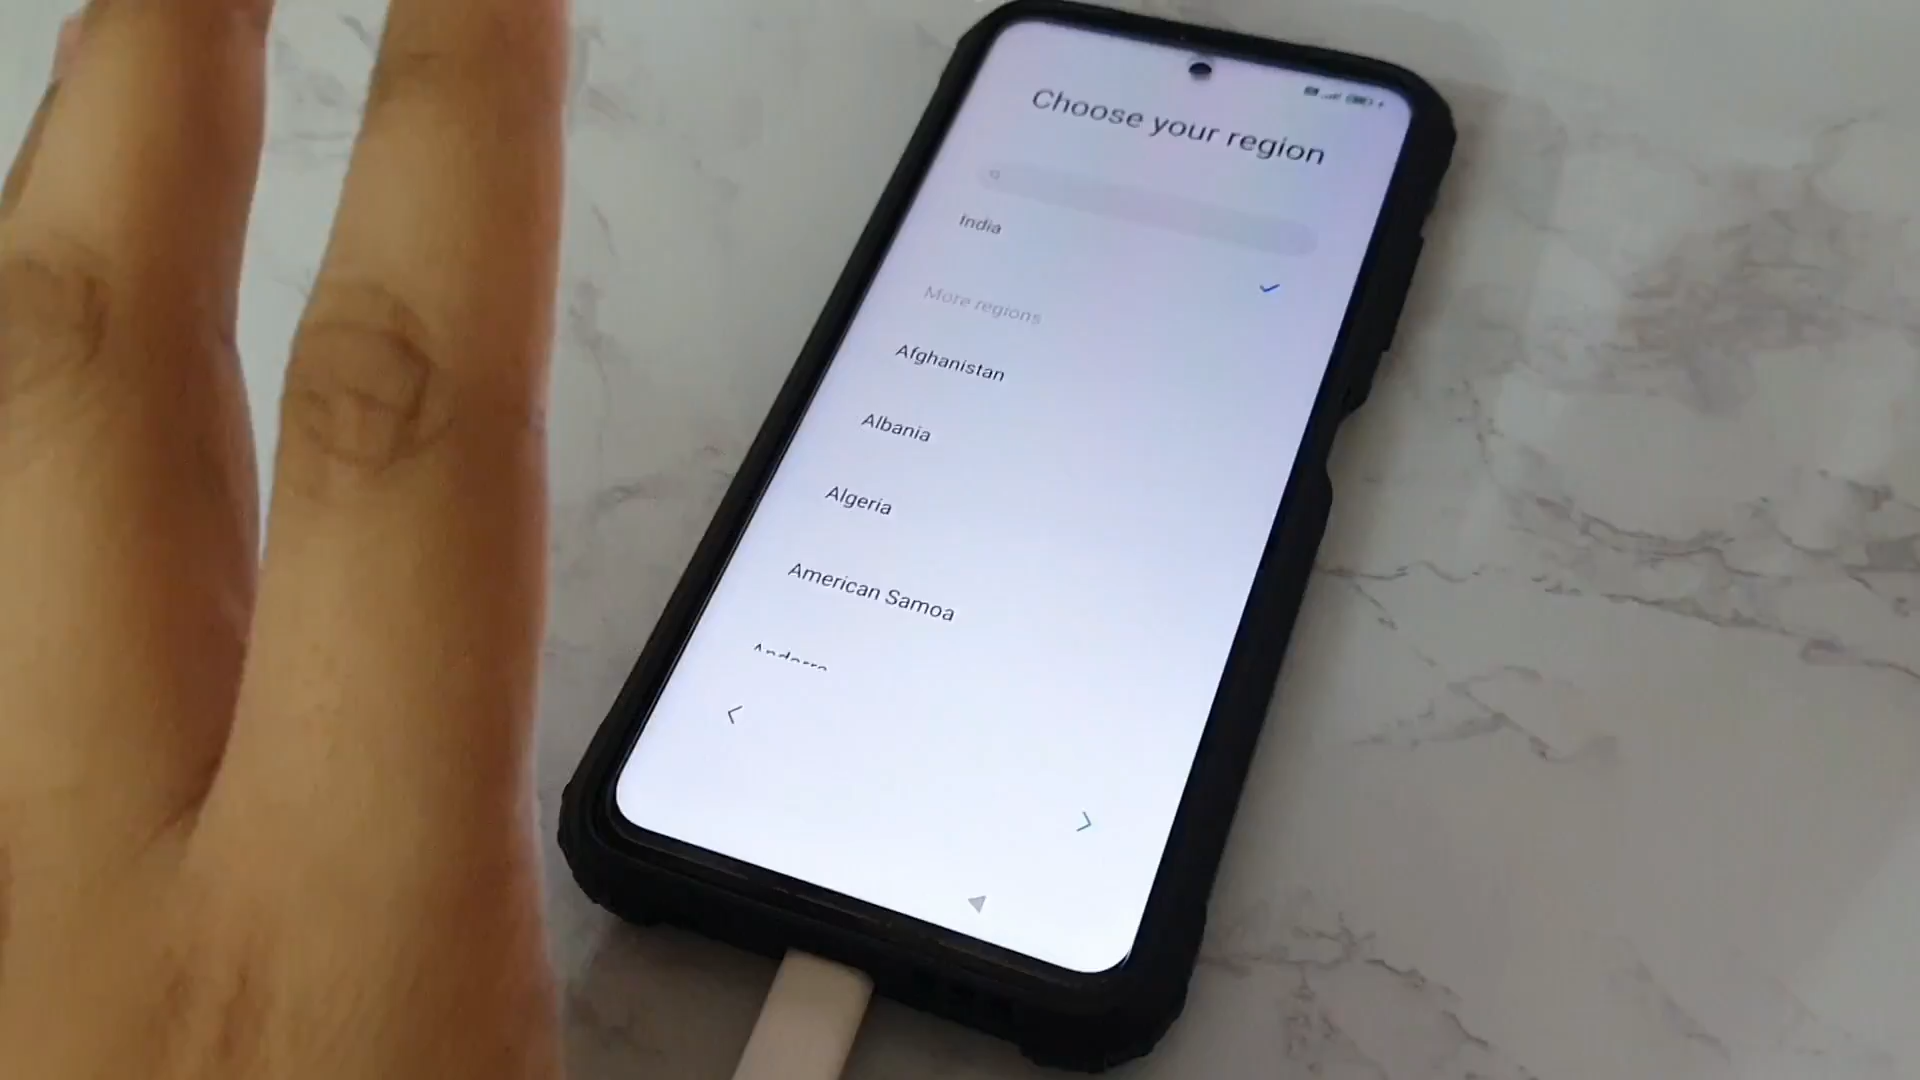 Choose your region
India
More regions
Afghanistan
Albania
Algeria
American Samoa